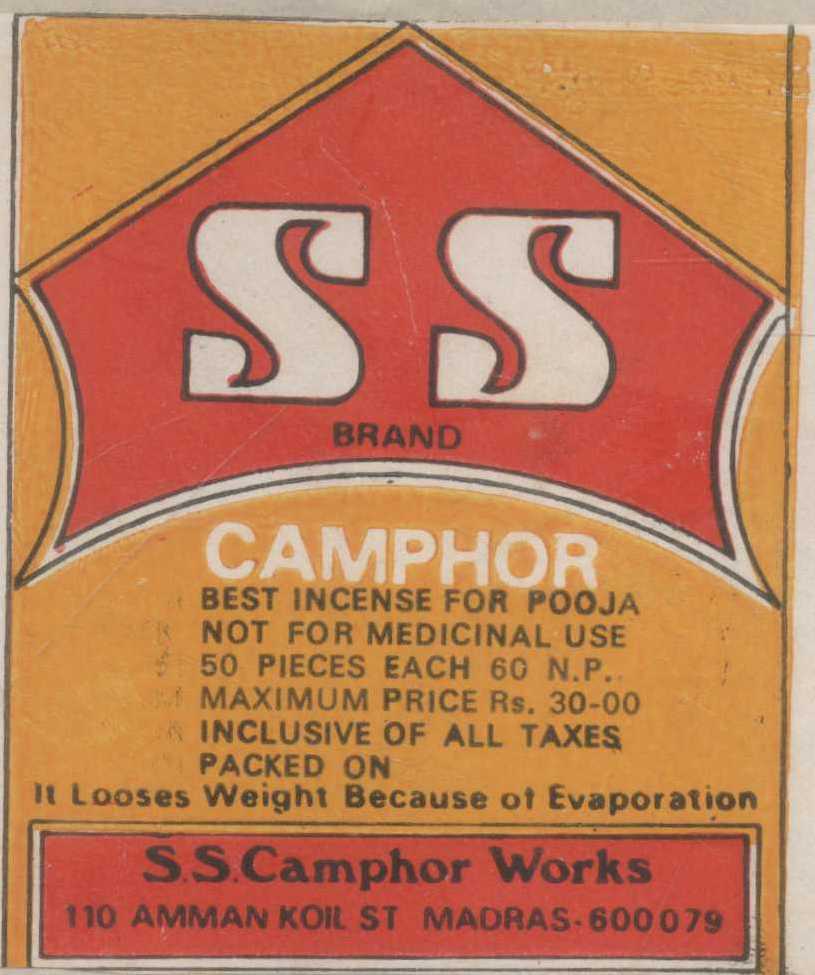 SS
BRAND
CAMPHOR
BEST INCENSE FOR POOJA
NOT FOR MEDICINAL USE
50 PIECES EACH 60 N.P.
MAXIMUM PRICE Rs. 30-00
INCLUSIVE OF ALL TAXES
PACKED ON
It Looses Weight Because of Evaporation
S.S.Camphor Works
110 AMMAN KOIL ST MADRAS-600079